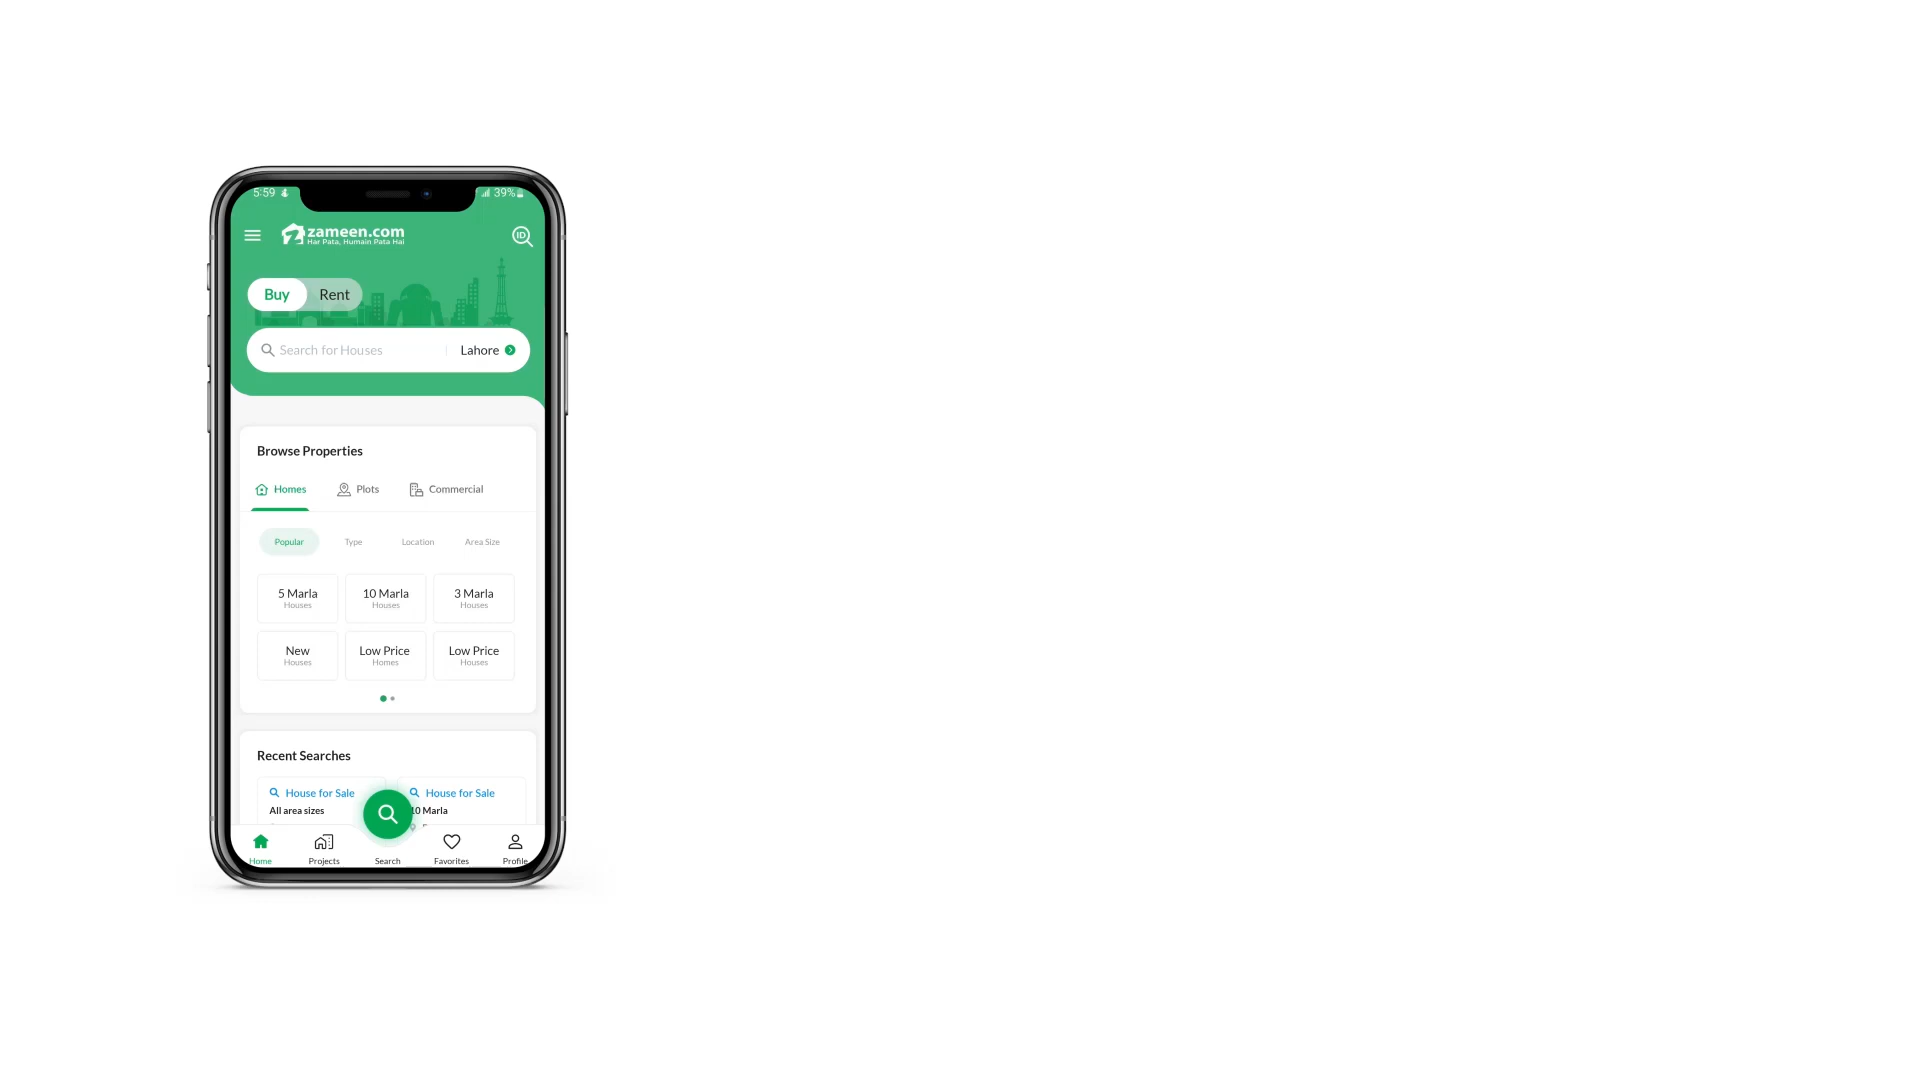 5:59
39%
zameen.com
Har Pata, Humain Pata Hai
ID
Buy Rent
Search for Houses Lahore
Browse Properties
Homes Plots Commercial
Popular Type Location Area Size
5 Marla 10 Marla 3 Marla
Houses Houses Houses
New Low Price Low Price
Houses Homes Houses
Recent Searches
House for Sale House for Sale
All area sizes 10 Marla
Home Projects Search Favorites Profile